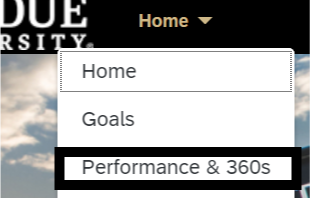 DUE
Home
RSITY®
Home
Goals
Performance & 360s